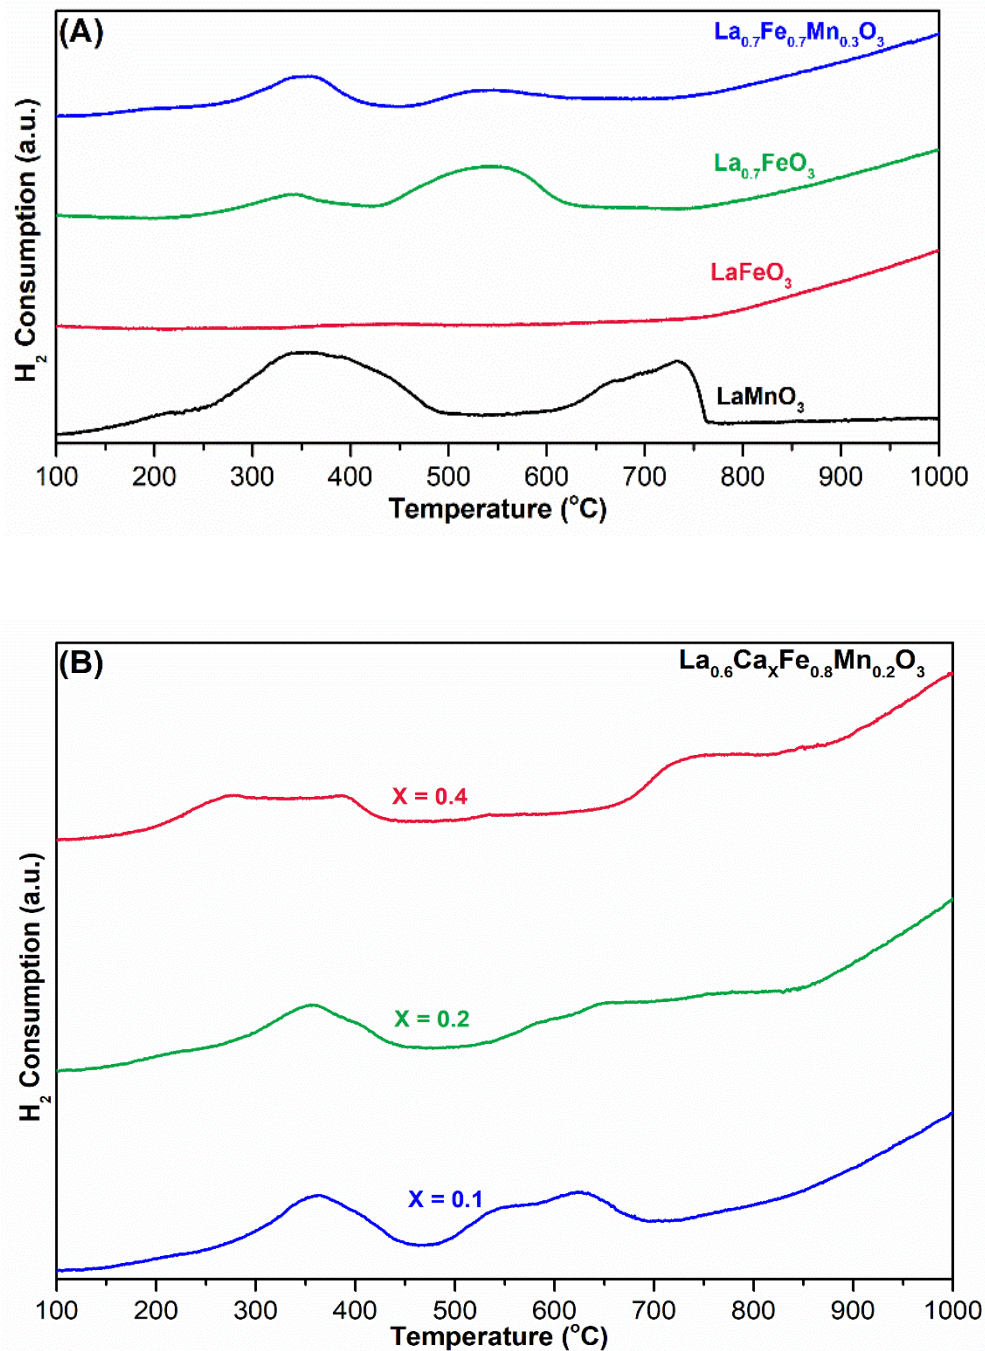 (A)
La0.7Fe0.7Mn0.3O3
La0.7FeO3
LaFeO3
LaMnO3
H2 Consumption (a.u.)
100 200 300 400 500 600 700 800 900 1000
Temperature (oC)
(B)
La0.6CaXFe0.8Mn0.2O3
X = 0.4
X = 0.2
X = 0.1
H2 Consumption (a.u.)
100 200 300 400 500 600 700 800 900 1000
Temperature (oC)